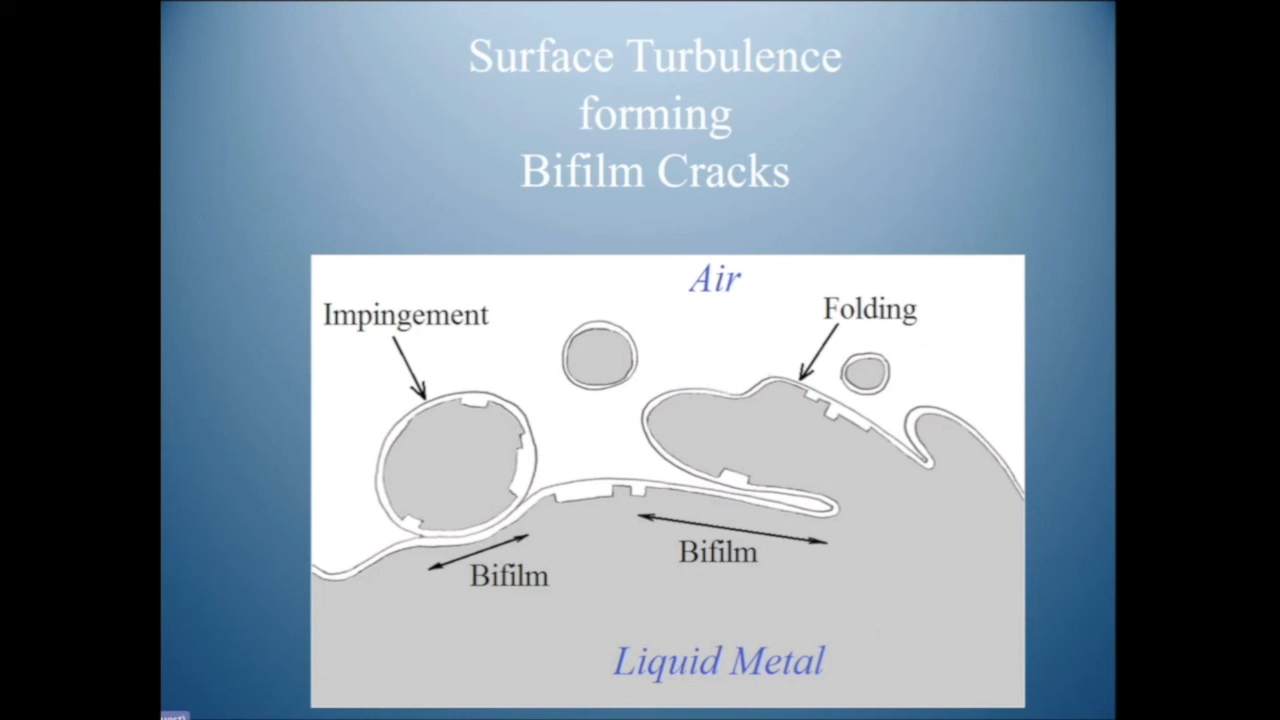 Surface Turbulence
forming
Bifilm Cracks
Air
Impingement
Folding
Bifilm
Bifilm
Liquid Metal